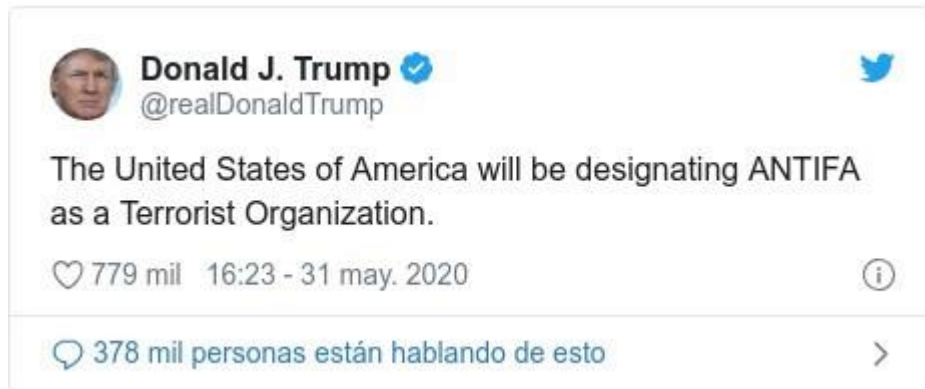 Donald J. Trump
@realDonaldTrump
The United States of America will be designating ANTIFA
as a Terrorist Organization.
779 mil 16:23 - 31 may. 2020
378 mil personas están hablando de esto